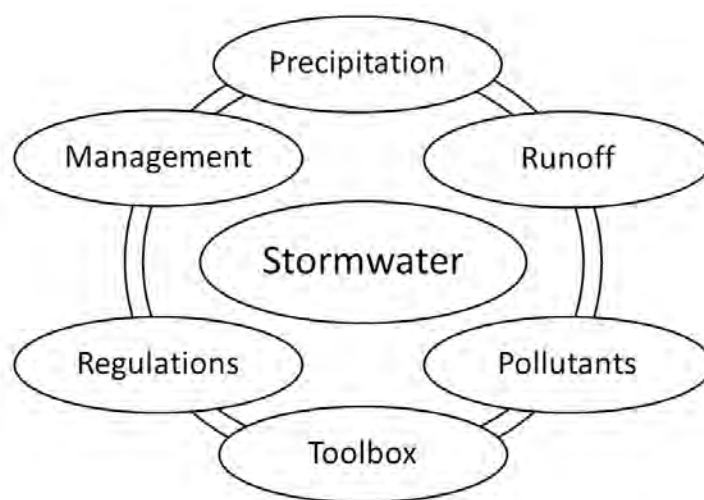 Precipitation
Management
Runoff
Stormwater
Regulations
Pollutants
Toolbox